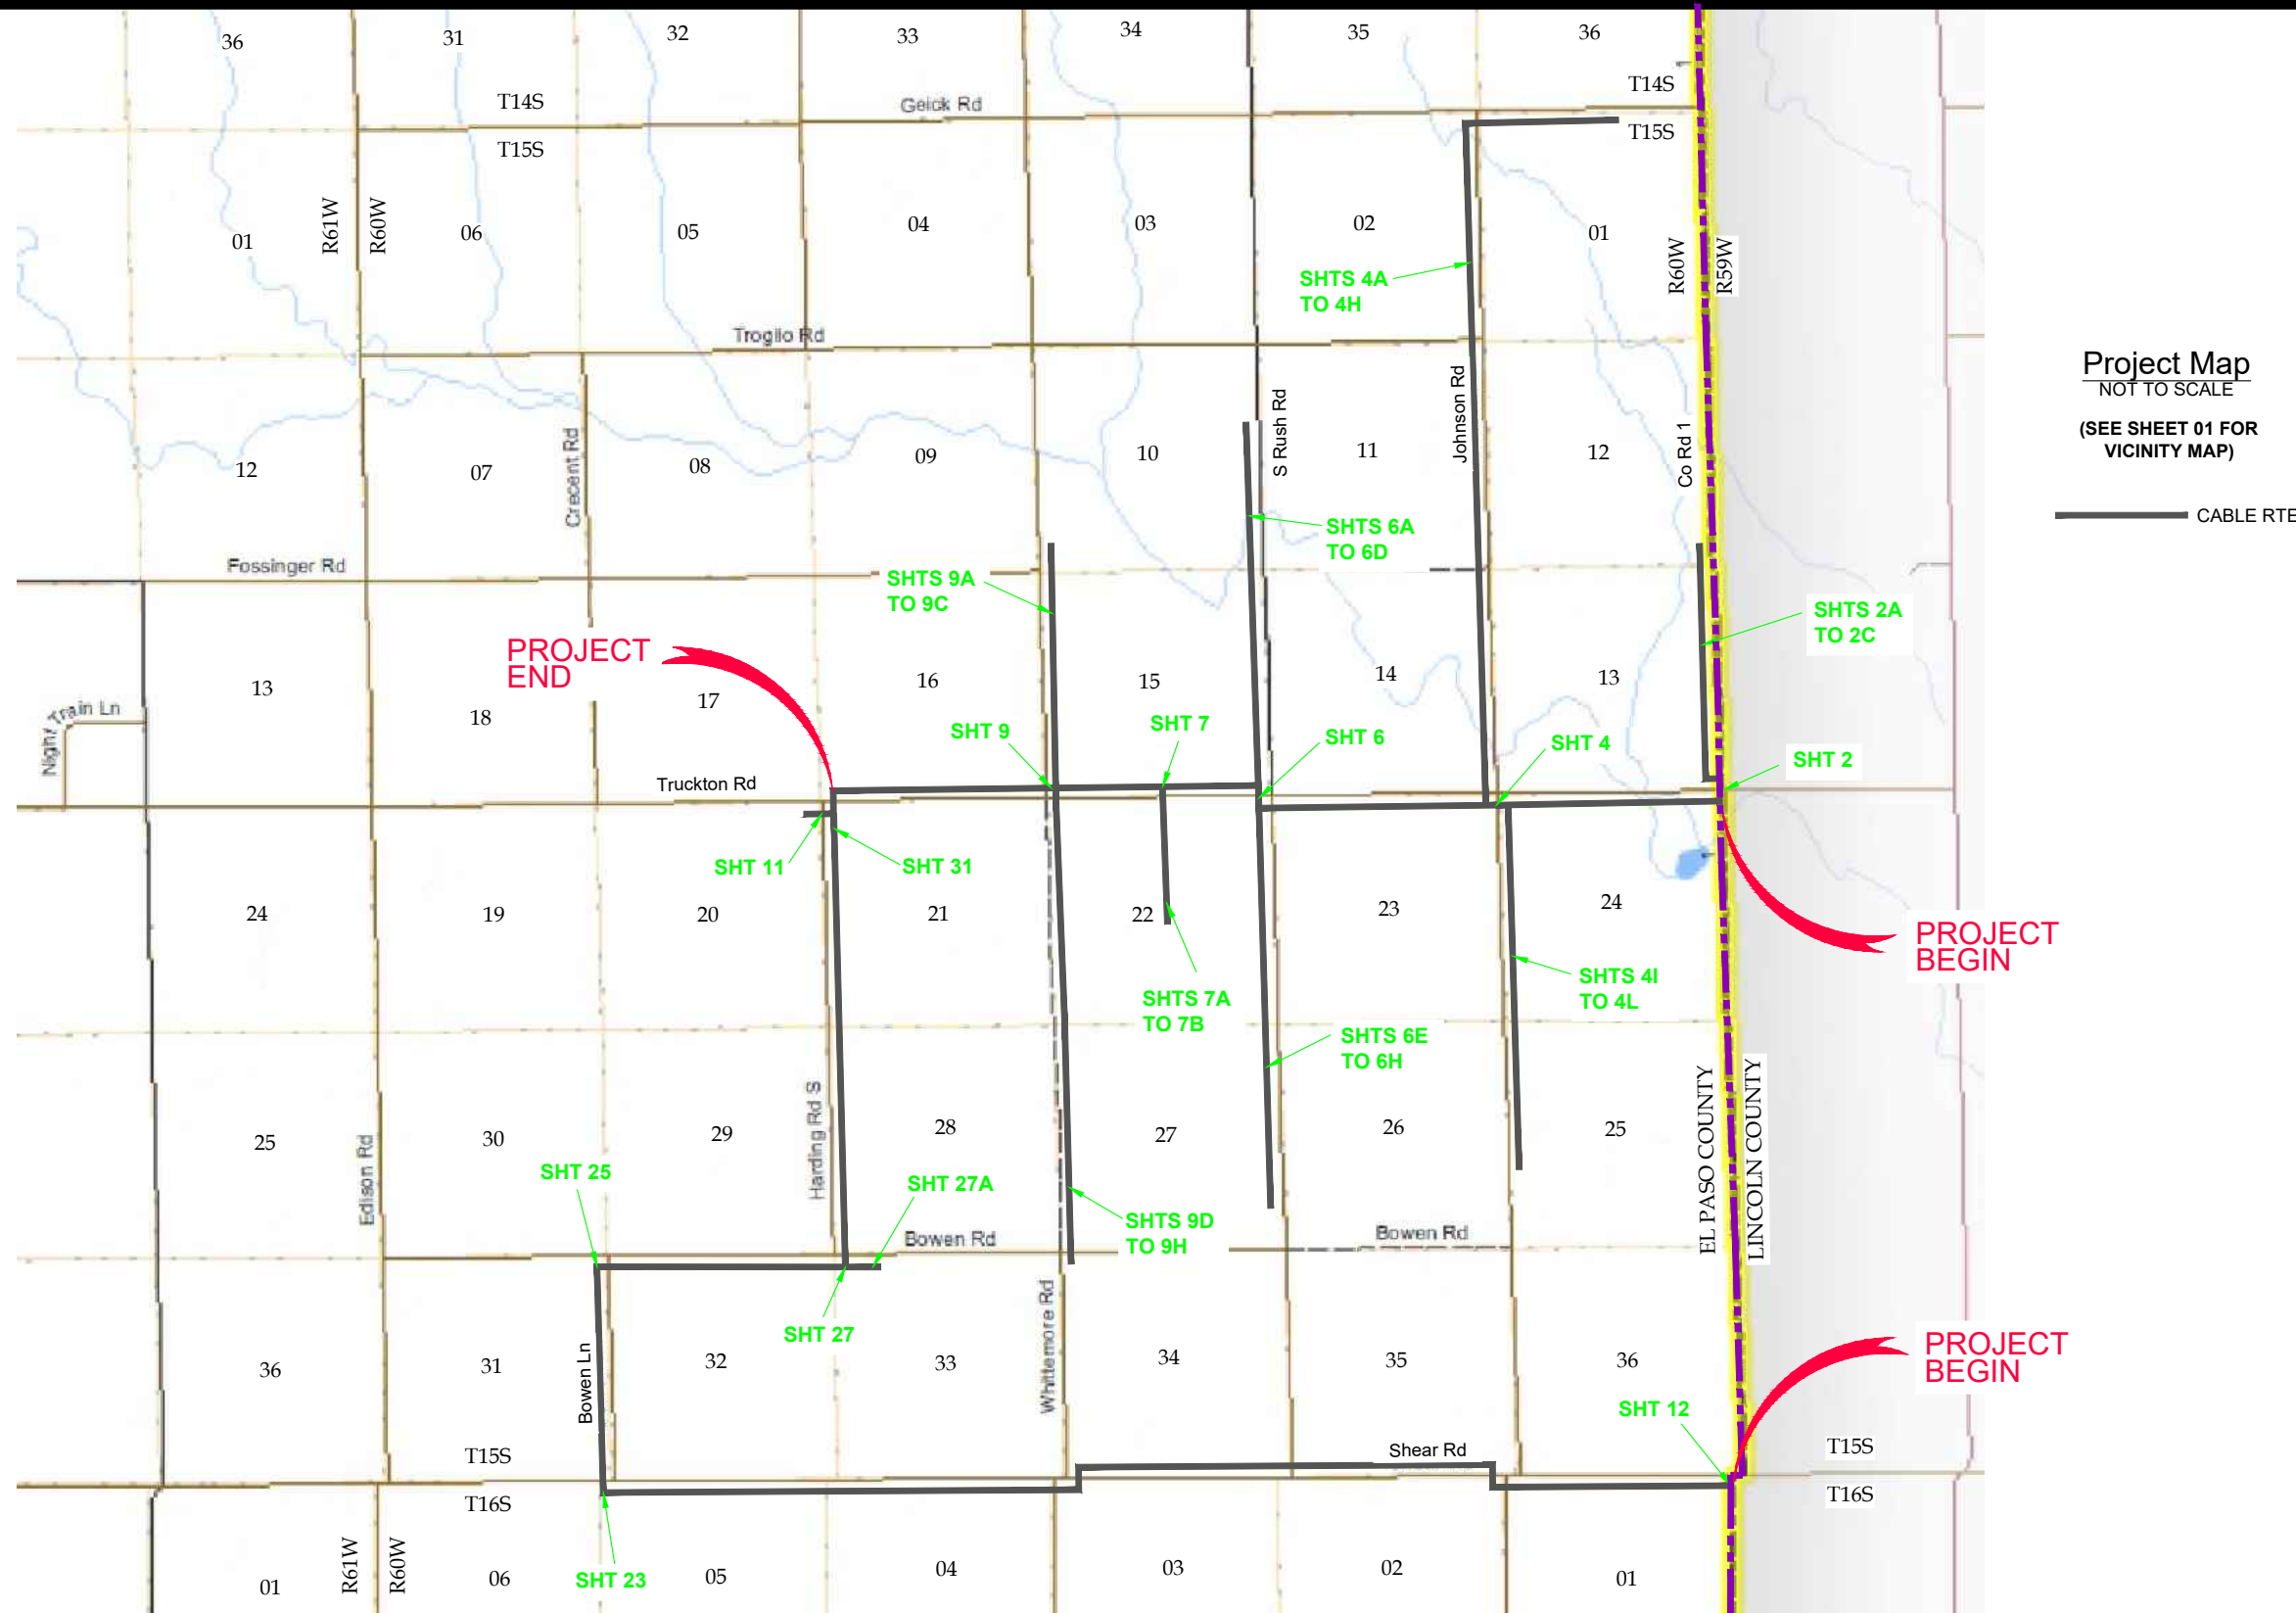 36
31
32
33
34
35
36
T14S
Geick Rd
T14S
T15S
T15S
R61W
R60W
01
06
05
04
03
02
01
R60W
R59W
SHTS 4A
TO 4H
Troglio Rd
Project Map
NOT TO SCALE
(SEE SHEET 01 FOR
VICINITY MAP)
CABLE RTE
12
07
Crecent Rd
08
09
10
S Rush Rd
11
Johnson Rd
12
Co Rd 1
SHTS 6A
TO 6D
Fossinger Rd
SHTS 9A
TO 9C
SHTS 2A
TO 2C
PROJECT
END
13
18
17
16
15
14
13
Night Train Ln
SHT 9
SHT 7
SHT 6
SHT 4
SHT 2
Truckton Rd
SHT 11
SHT 31
24
19
20
21
22
23
24
PROJECT
BEGIN
SHTS 7A
TO 7B
SHTS 4I
TO 4L
SHTS 6E
TO 6H
25
Edison Rd
30
29
Harding Rd S
28
27
26
25
EL PASO COUNTY
LINCOLN COUNTY
SHT 25
SHT 27A
SHTS 9D
TO 9H
Bowen Rd
Bowen Rd
SHT 27
Whittemore Rd
Bowen Ln
36
31
32
33
34
35
36
PROJECT
BEGIN
SHT 12
Shear Rd
T15S
T15S
T16S
T16S
R61W
R60W
01
06
SHT 23
05
04
03
02
01